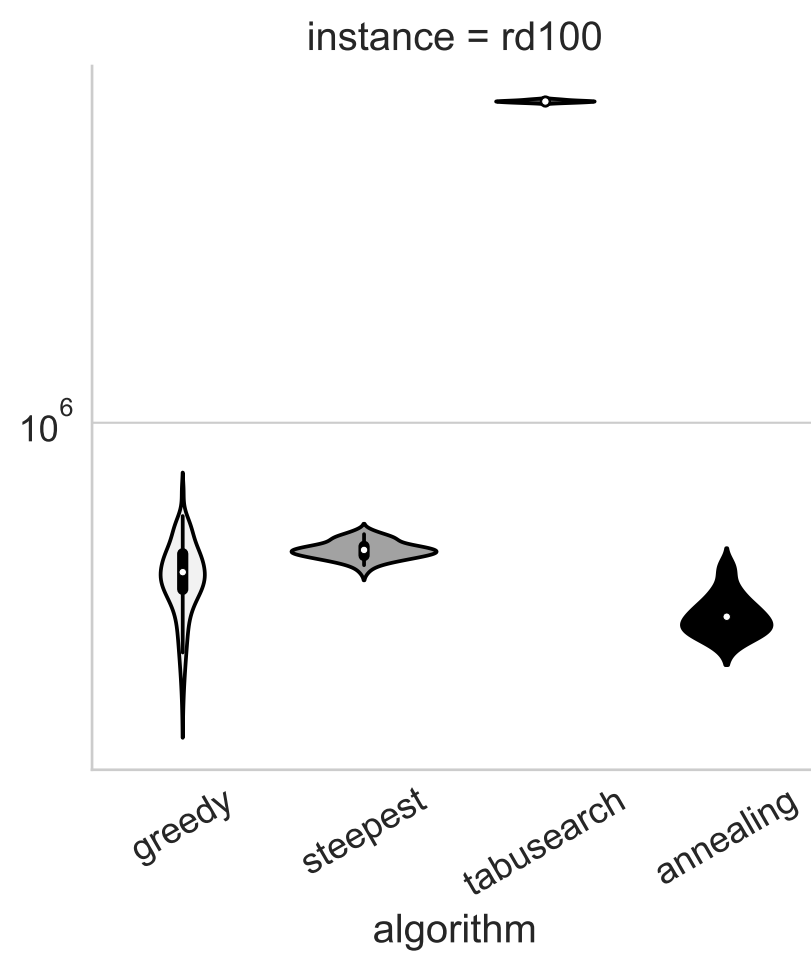 instance = rd100
10^6
greedy
steepest
tabusearch
annealing
algorithm